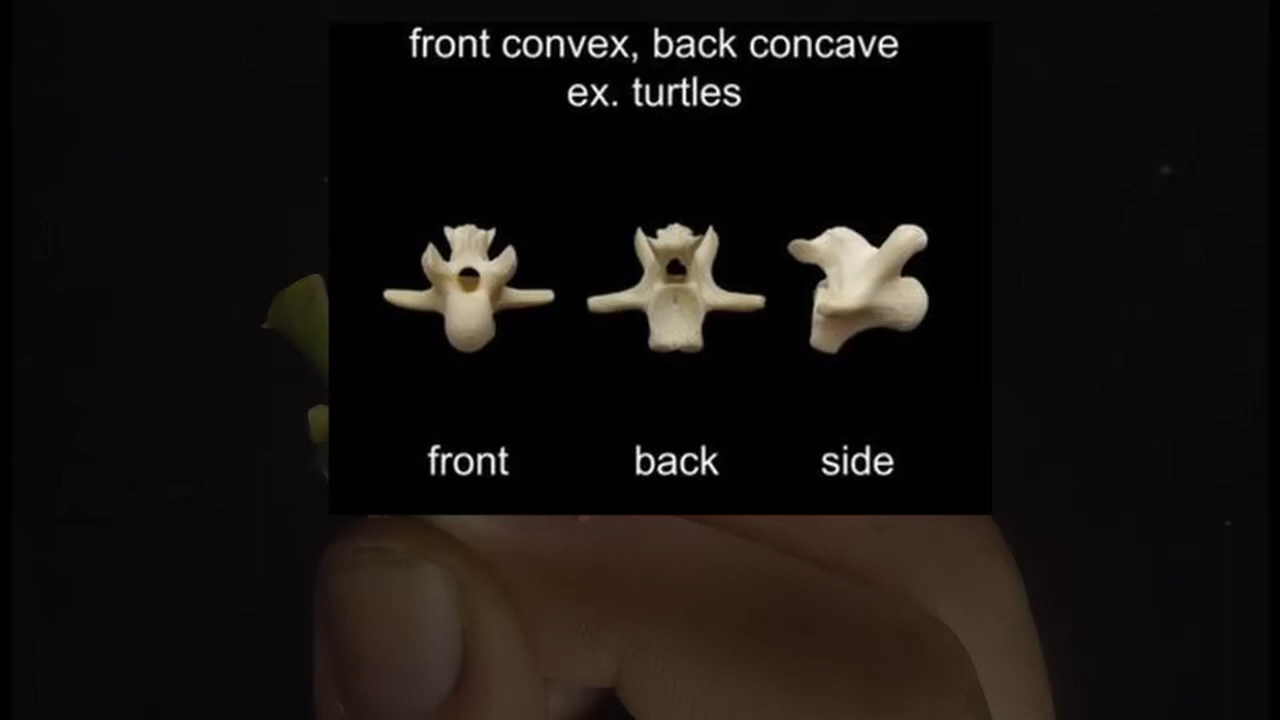 front convex, back concave
ex. turtles
front back side